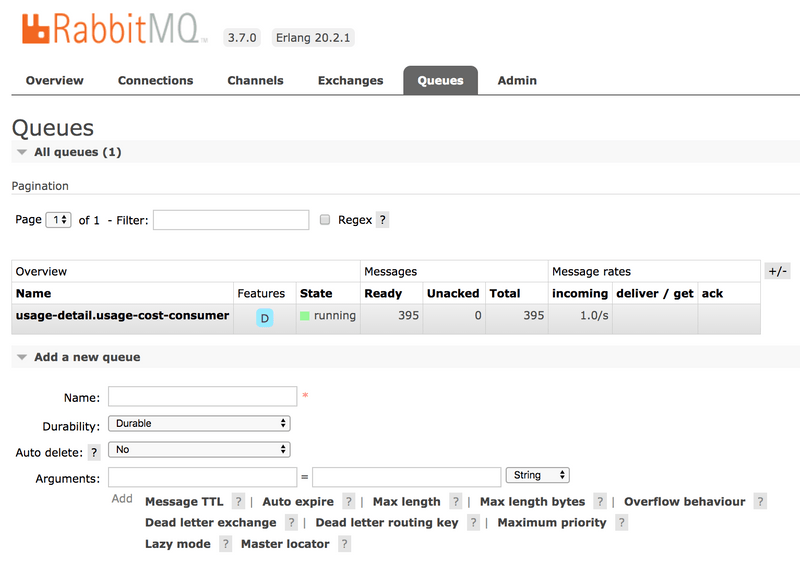 RabbitMQ TM 3.7.0 Erlang 20.2.1
Overview Connections Channels Exchanges Queues Admin
Queues
All queues (1)
Pagination
Page 1 of 1 - Filter: Regex ?
Overview Messages Message rates +/-
Name Features State Ready Unacked Total incoming deliver / get ack
usage-detail.usage-cost-consumer D running 395 0 395 1.0/s
Add a new queue
Name: *
Durability: Durable
Auto delete: ? No
Arguments: = String
Add Message TTL ? | Auto expire ? | Max length ? | Max length bytes ? | Overflow behaviour ?
Dead letter exchange ? | Dead letter routing key ? | Maximum priority ?
Lazy mode ? Master locator ?